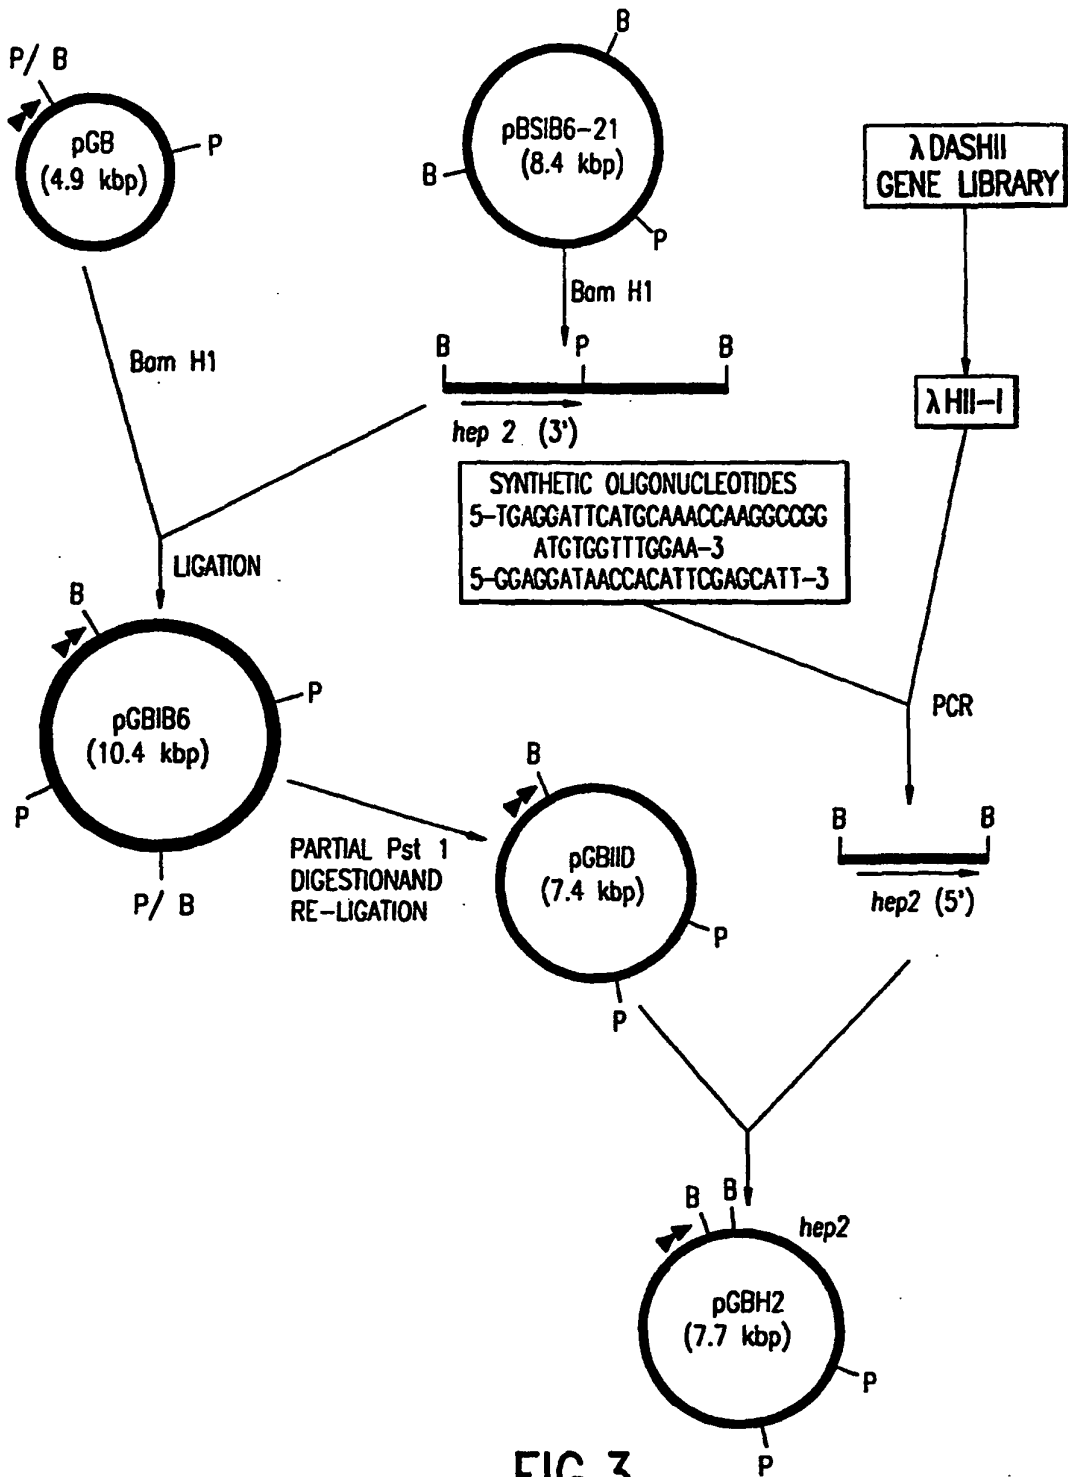 P/ B
P
pGB
(4.9 kbp)
B
B
P
pBSIB6-21
(8.4 kbp)
λ DASHII
GENE LIBRARY
Bam H1
Bam H1
B P B
hep 2 (3')
λ HII-I
SYNTHETIC OLIGONUCLEOTIDES
5-TGAGGATTCATGCAAACCAAGGCCGG
ATGTGGTTTGGAA-3
5-GGAGGATAACCACATTCGAGCATT-3
LIGATION
PCR
B
P
P
P/ B
pGBIB6
(10.4 kbp)
PARTIAL Pst 1
DIGESTIONAND
RE-LIGATION
B
P
P
pGBIID
(7.4 kbp)
B B
hep2 (5')
B B
hep2
pGBH2
(7.7 kbp)
P
P
FIG.3